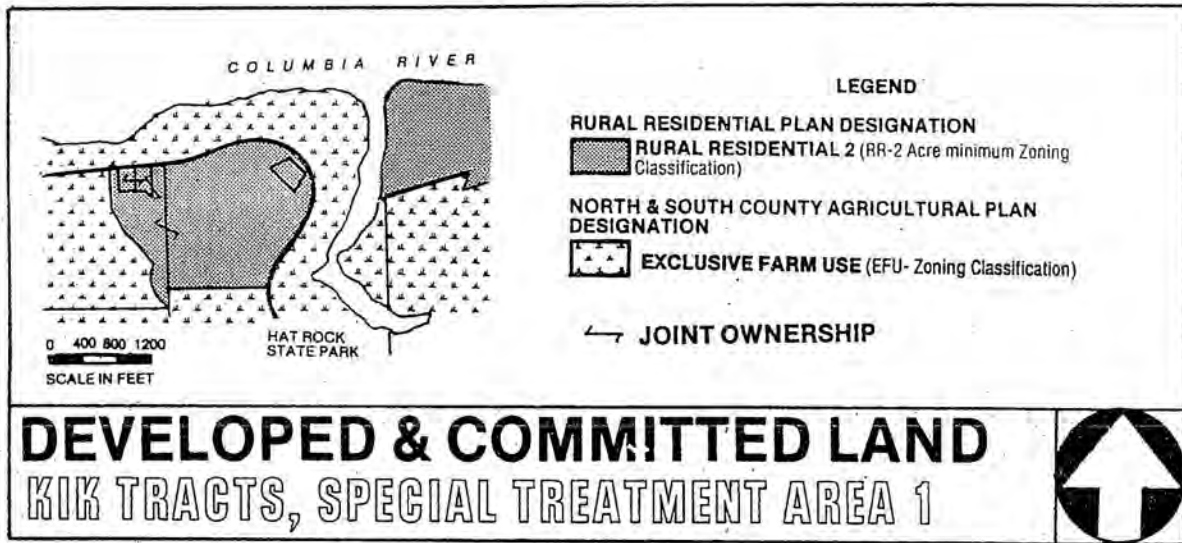 COLUMBIA RIVER
HAT ROCK
STATE PARK
0 400 800 1200
SCALE IN FEET
LEGEND
RURAL RESIDENTIAL PLAN DESIGNATION
RURAL RESIDENTIAL 2 (RR-2 Acre minimum Zoning
Classification)
NORTH & SOUTH COUNTY AGRICULTURAL PLAN
DESIGNATION
EXCLUSIVE FARM USE (EFU- Zoning Classification)
JOINT OWNERSHIP
DEVELOPED & COMMITTED LAND
KIK TRACTS, SPECIAL TREATMENT AREA 1